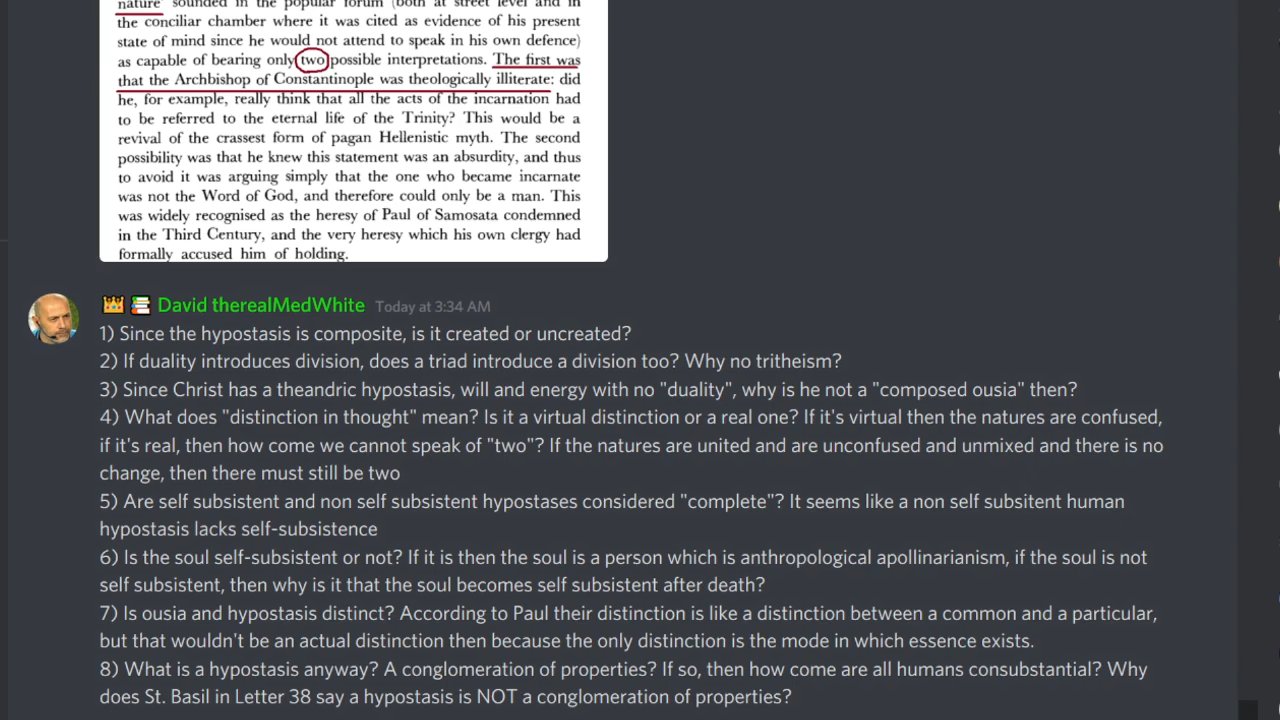 nature sounded in the popular forum (both at street level and in
the conciliar chamber where it was cited as evidence of his present
state of mind since he would not attend to speak in his own defence)
as capable of bearing only two possible interpretations. The first was
that the Archbishop of Constantinople was theologically illiterate: did
he, for example, really think that all the acts of the incarnation had
to be referred to the eternal life of the Trinity? This would be a
revival of the crassest form of pagan Hellenistic myth. The second
possibility was that he knew this statement was an absurdity, and thus
to avoid it was arguing simply that the one who became incarnate
was not the Word of God, and therefore could only be a man. This
was widely recognised as the heresy of Paul of Samosata condemned
in the Third Century, and the very heresy which his own clergy had
formally accused him of holding.
David therealMedWhite Today at 3:34 AM
1) Since the hypostasis is composite, is it created or uncreated?
2) If duality introduces division, does a triad introduce a division too? Why no tritheism?
3) Since Christ has a theandric hypostasis, will and energy with no "duality", why is he not a "composed ousia" then?
4) What does "distinction in thought" mean? Is it a virtual distinction or a real one? If it's virtual then the natures are confused,
if it's real, then how come we cannot speak of "two"? If the natures are united and are unconfused and unmixed and there is no
change, then there must still be two
5) Are self subsistent and non self subsistent hypostases considered "complete"? It seems like a non self subsitent human
hypostasis lacks self-subsistence
6) Is the soul self-subsistent or not? If it is then the soul is a person which is anthropological apollinarianism, if the soul is not
self subsistent, then why is it that the soul becomes self subsistent after death?
7) Is ousia and hypostasis distinct? According to Paul their distinction is like a distinction between a common and a particular,
but that wouldn't be an actual distinction then because the only distinction is the mode in which essence exists.
8) What is a hypostasis anyway? A conglomeration of properties? If so, then how come are all humans consubstantial? Why
does St. Basil in Letter 38 say a hypostasis is NOT a conglomeration of properties?